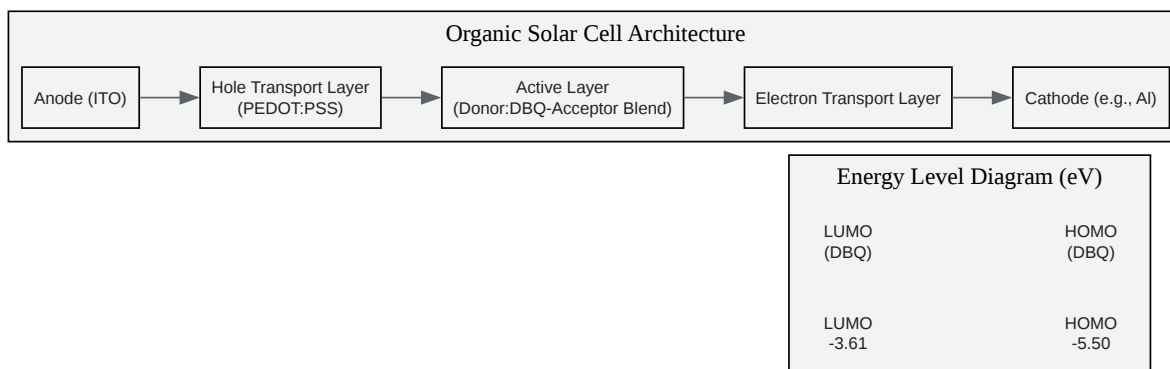 Organic Solar Cell Architecture
Anode (ITO)
Hole Transport Layer
(PEDOT:PSS)
Active Layer
(Donor:DBQ-Acceptor Blend)
Electron Transport Layer
Cathode (e.g., Al)
Energy Level Diagram (eV)
LUMO
(DBQ)
HOMO
(DBQ)
LUMO
-3.61
HOMO
-5.50